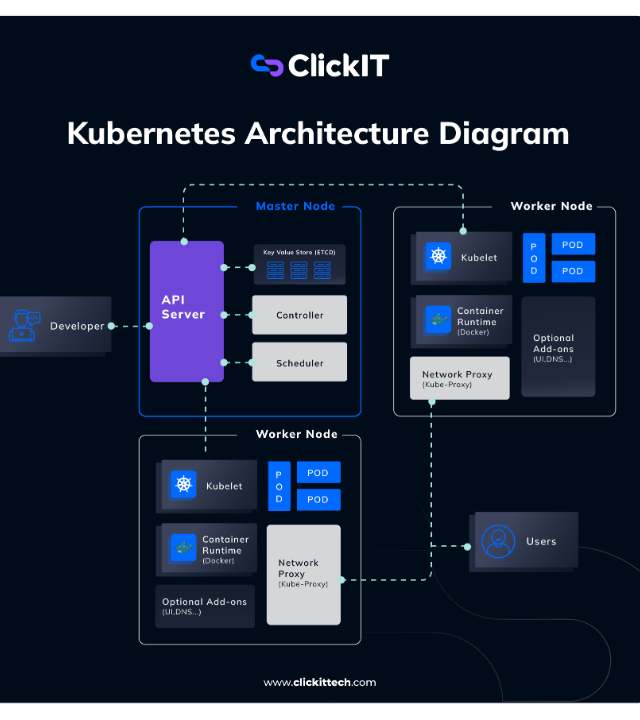 ClickIT
Kubernetes Architecture Diagram
Master Node
API
Server
Key Value Store (ETCD)
Controller
Scheduler
Developer
Worker Node
Kubelet
POD
POD
POD
Container
Runtime
(Docker)
Optional
Add-ons
(UI,DNS...)
Network Proxy
(Kube-Proxy)
Worker Node
Kubelet
POD
POD
POD
Container
Runtime
(Docker)
Network
Proxy
(Kube-Proxy)
Optional Add-ons
(UI,DNS...)
Users
www.clickittech.com